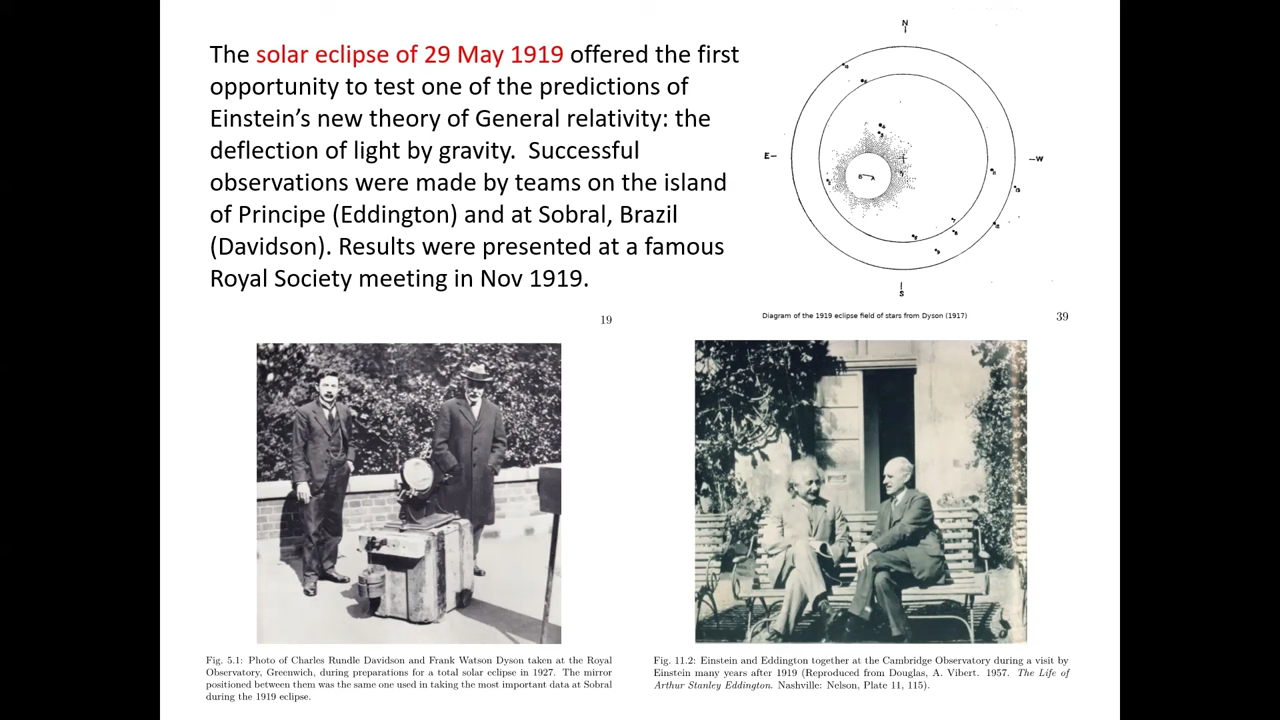 The solar eclipse of 29 May 1919 offered the first
opportunity to test one of the predictions of
Einstein’s new theory of General relativity: the
deflection of light by gravity. Successful
observations were made by teams on the island
of Principe (Eddington) and at Sobral, Brazil
(Davidson). Results were presented at a famous
Royal Society meeting in Nov 1919.
N
E
W
S
Diagram of the 1919 eclipse field of stars from Dyson (1917)
19
39
Fig. 5.1: Photo of Charles Rundle Davidson and Frank Watson Dyson taken at the Royal
Observatory, Greenwich, during preparations for a total solar eclipse in 1927. The mirror
positioned between them was the same one used in taking the most important data at Sobral
during the 1919 eclipse.
Fig. 11.2: Einstein and Eddington together at the Cambridge Observatory during a visit by
Einstein many years after 1919 (Reproduced from Douglas, A. Vibert. 1957. The Life of
Arthur Stanley Eddington. Nashville: Nelson, Plate 11, 115).